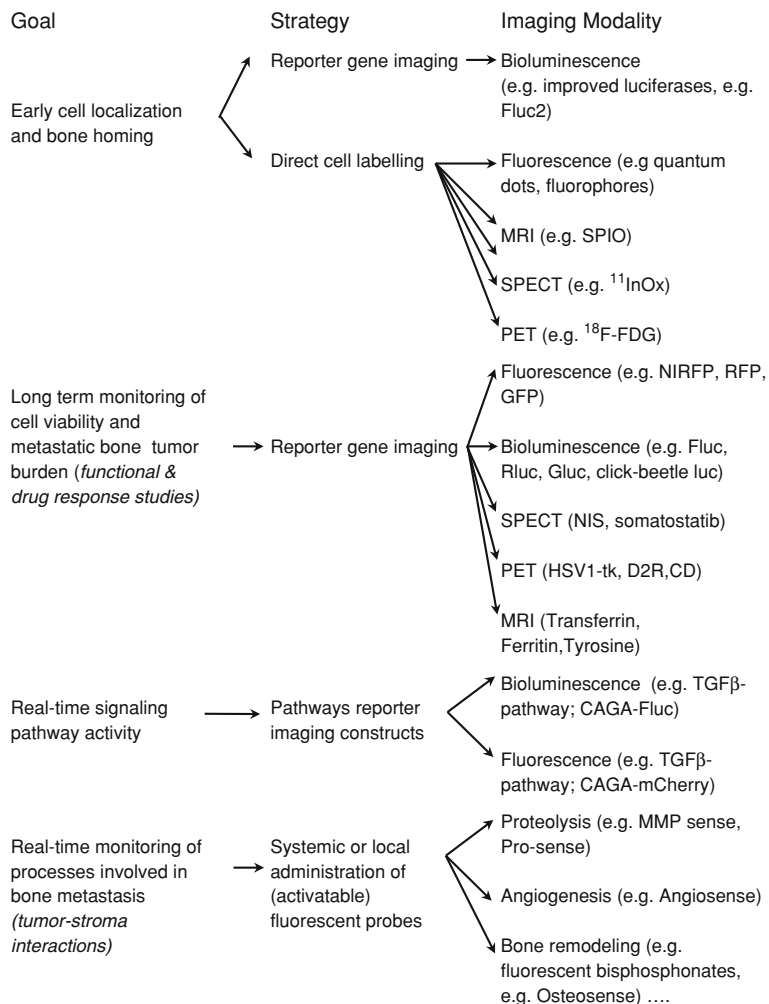 Goal
Strategy
Imaging Modality
Early cell localization
and bone homing
Reporter gene imaging
Bioluminescence
(e.g. improved luciferases, e.g.
Fluc2)
Direct cell labelling
Fluorescence (e.g quantum
dots, fluorophores)
MRI (e.g. SPIO)
SPECT (e.g. ¹¹InOx)
PET (e.g. ¹⁸F-FDG)
Long term monitoring of
cell viability and
metastatic bone tumor
burden (functional &
drug response studies)
Reporter gene imaging
Fluorescence (e.g. NIRFP, RFP,
GFP)
Bioluminescence (e.g. Fluc,
Rluc, Gluc, click-beetle luc)
SPECT (NIS, somatostatib)
PET (HSV1-tk, D2R,CD)
MRI (Transferrin,
Ferritin,Tyrosine)
Real-time signaling
pathway activity
Pathways reporter
imaging constructs
Bioluminescence (e.g. TGFβ-
pathway; CAGA-Fluc)
Fluorescence (e.g. TGFβ-
pathway; CAGA-mCherry)
Real-time monitoring of
processes involved in
bone metastasis
(tumor-stroma
interactions)
Systemic or local
administration of
(activatable)
fluorescent probes
Proteolysis (e.g. MMP sense,
Pro-sense)
Angiogenesis (e.g. Angiosense)
Bone remodeling (e.g.
fluorescent bisphosphonates,
e.g. Osteosense) ....